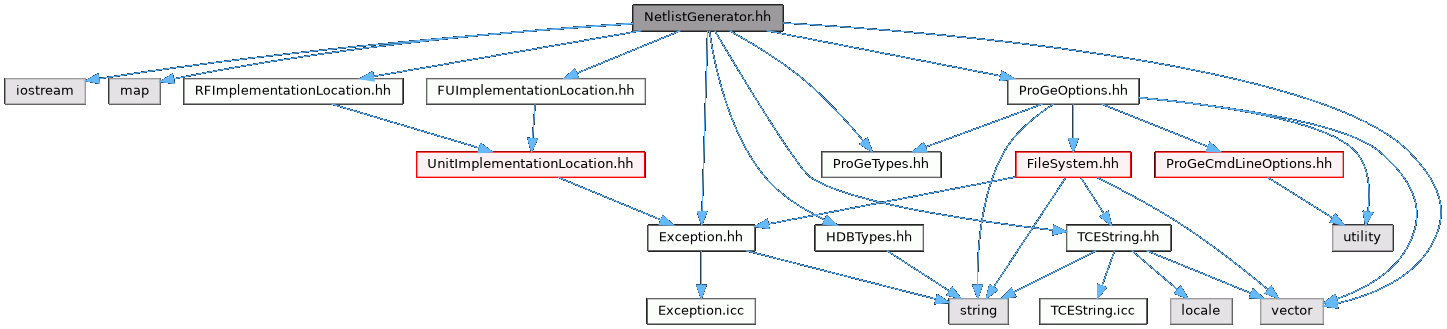 NetlistGenerator.hh
iostream
map
RFImplementationLocation.hh
FUImplementationLocation.hh
ProGeOptions.hh
UnitImplementationLocation.hh
ProGeTypes.hh
FileSystem.hh
ProGeCmdLineOptions.hh
Exception.hh
HDBTypes.hh
TCEString.hh
utility
Exception.icc
string
TCEString.icc
locale
vector